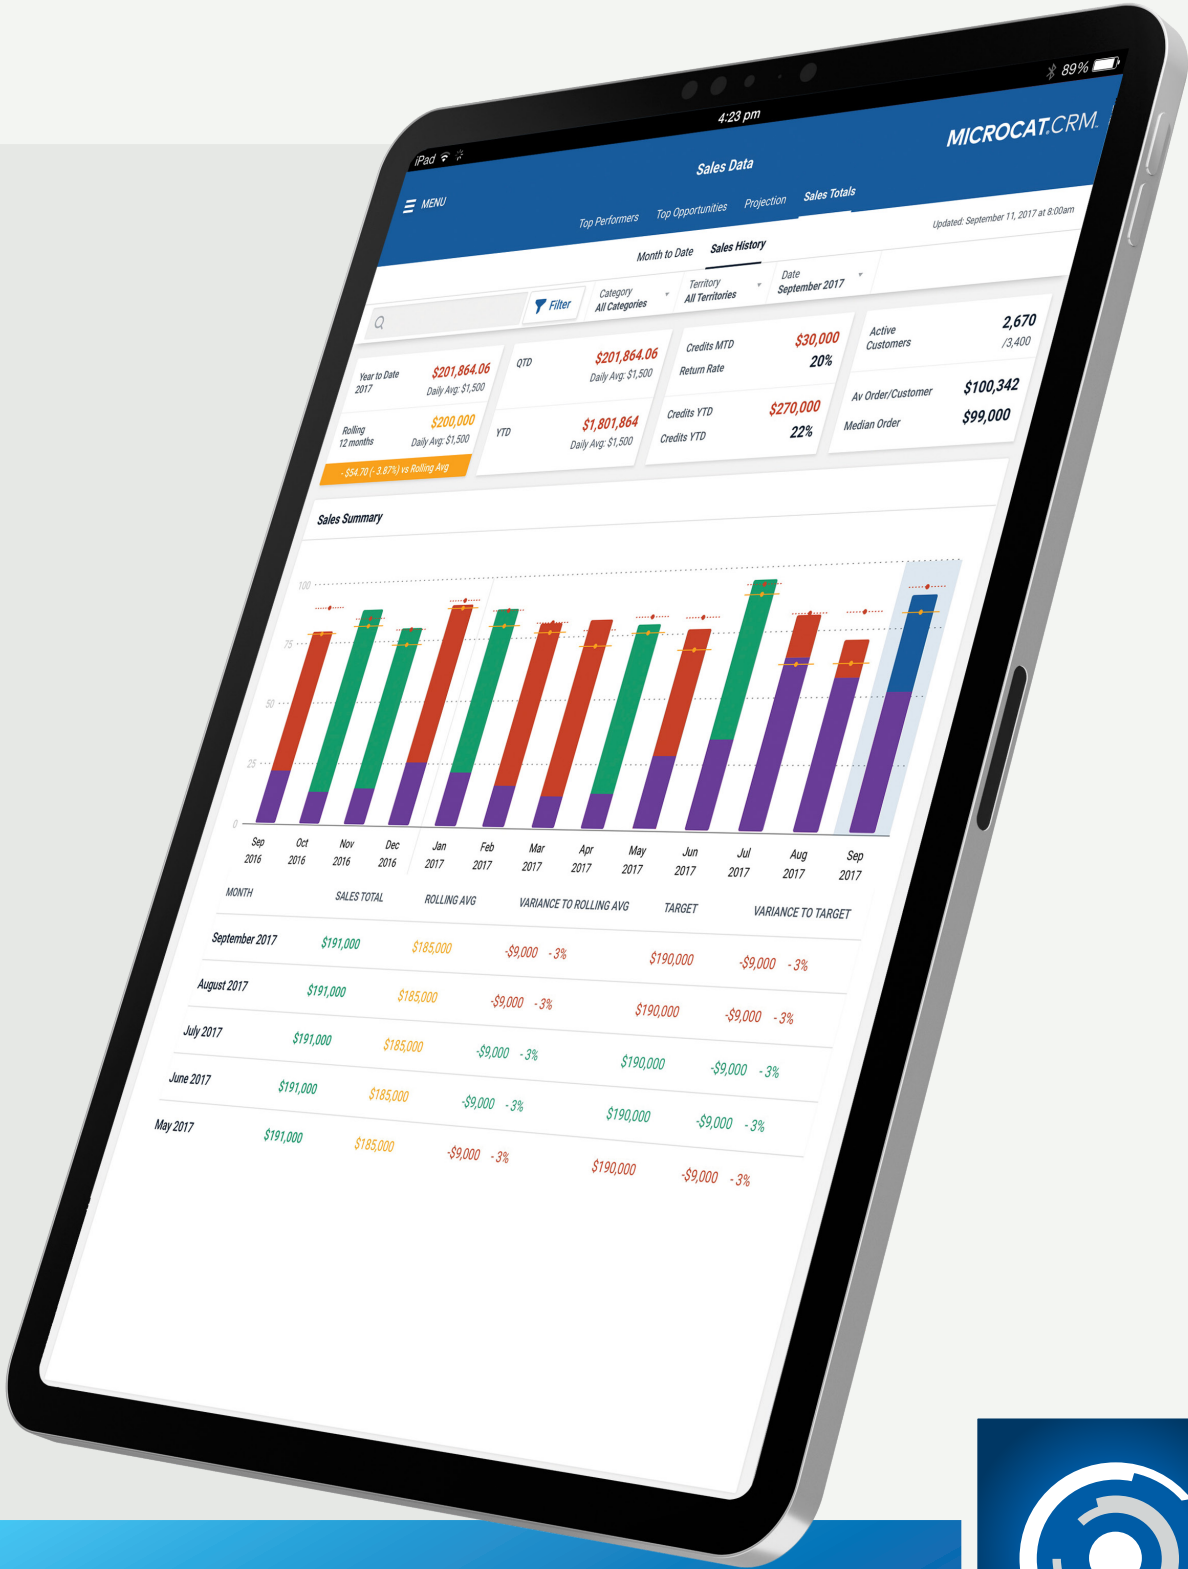 iPad
4:23 pm
89%
MENU
Sales Data
MICROCAT.CRM
Top Performers Top Opportunities Projection Sales Totals
Month to Date Sales History
Updated: September 11, 2017 at 8:00am
Filter
Category
All Categories
Territory
All Territories
Date
September 2017
Year to Date
2017
$201,864.06
Daily Avg: $1,500
Rolling
12 months
$200,000
Daily Avg: $1,500
- $54.70 (- 3.87%) vs Rolling Avg
QTD
$201,864.06
Daily Avg: $1,500
YTD
$1,801,864
Daily Avg: $1,500
Credits MTD $30,000
Return Rate 20%
Credits YTD $270,000
Credits YTD 22%
Active
Customers
2,670
/3,400
Av Order/Customer $100,342
Median Order $99,000
Sales Summary
100
75
50
25
0
Sep Oct Nov Dec Jan Feb Mar Apr May Jun Jul Aug Sep
2016 2016 2016 2016 2017 2017 2017 2017 2017 2017 2017 2017 2017
MONTH SALES TOTAL ROLLING AVG VARIANCE TO ROLLING AVG TARGET VARIANCE TO TARGET
September 2017 $191,000 $185,000 -$9,000 - 3% $190,000 -$9,000 - 3%
August 2017 $191,000 $185,000 -$9,000 - 3% $190,000 -$9,000 - 3%
July 2017 $191,000 $185,000 -$9,000 - 3% $190,000 -$9,000 - 3%
June 2017 $191,000 $185,000 -$9,000 - 3% $190,000 -$9,000 - 3%
May 2017 $191,000 $185,000 -$9,000 - 3% $190,000 -$9,000 - 3%